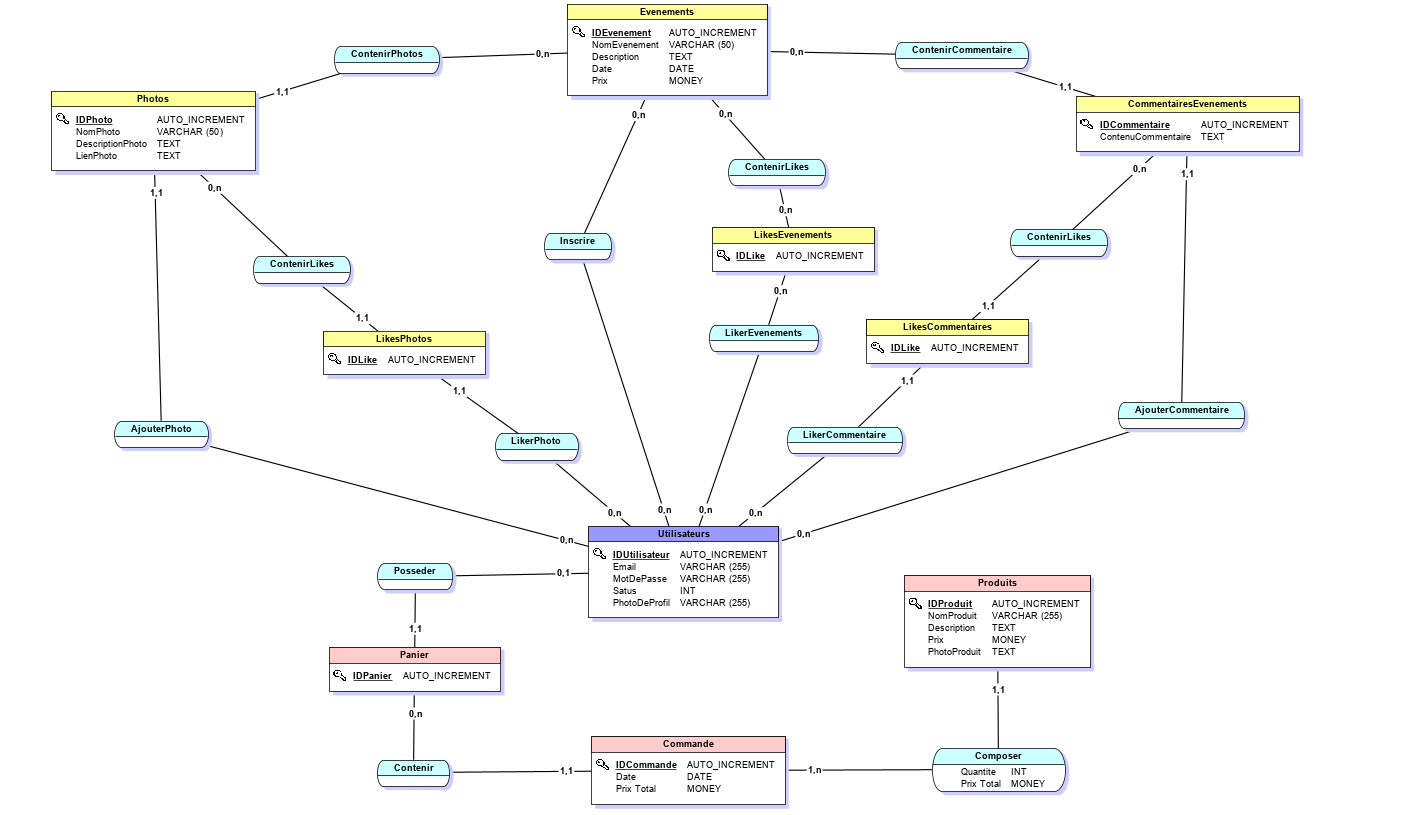 Evenements
IDEvenement AUTO_INCREMENT
NomEvenement VARCHAR (50)
Description TEXT
Date DATE
Prix MONEY
ContenirPhotos
0,n
1,1
0,n
ContenirCommentaire
1,1
Photos
IDPhoto AUTO_INCREMENT
NomPhoto VARCHAR (50)
DescriptionPhoto TEXT
LienPhoto TEXT
CommentairesEvenements
IDCommentaire AUTO_INCREMENT
ContenuCommentaire TEXT
0,n
0,n
ContenirLikes
0,n
1,1
1,1
0,n
0,n
LikesEvenements
IDLike AUTO_INCREMENT
Inscrire
ContenirLikes
ContenirLikes
0,n
1,1
1,1
LikesPhotos
IDLike AUTO_INCREMENT
LikerEvenements
LikesCommentaires
IDLike AUTO_INCREMENT
1,1
1,1
AjouterPhoto
LikerPhoto
LikerCommentaire
AjouterCommentaire
0,n
0,n
0,n
0,n
0,n
0,n
Utilisateurs
IDUtilisateur AUTO_INCREMENT
Email VARCHAR (255)
MotDePasse VARCHAR (255)
Satus INT
PhotoDeProfil VARCHAR (255)
Posseder
0,1
1,1
Produits
IDProduit AUTO_INCREMENT
NomProduit VARCHAR (255)
Description TEXT
Prix MONEY
PhotoProduit TEXT
Panier
IDPanier AUTO_INCREMENT
0,n
1,1
Contenir
1,1
Commande
IDCommande AUTO_INCREMENT
Date DATE
Prix Total MONEY
1,n
Composer
Quantite INT
Prix Total MONEY